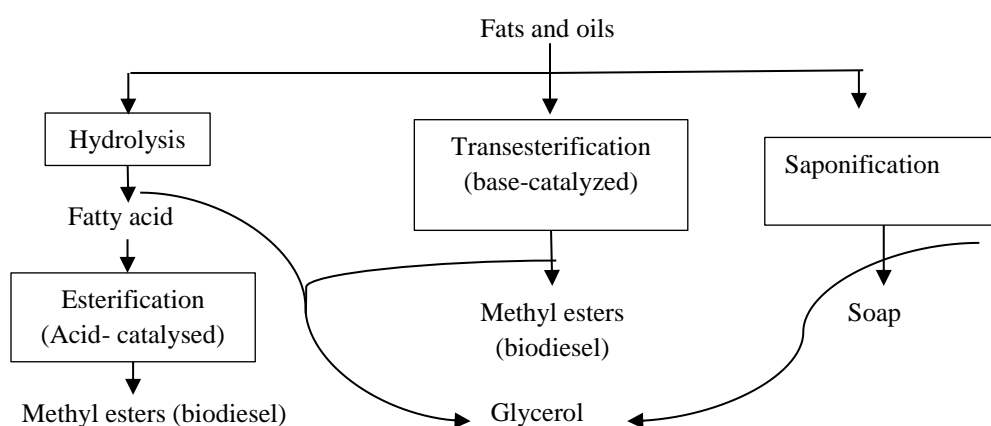 Fats and oils
Hydrolysis
Transesterification
(base-catalyzed)
Saponification
Fatty acid
Esterification
(Acid- catalysed)
Methyl esters
(biodiesel)
Soap
Methyl esters (biodiesel)
Glycerol